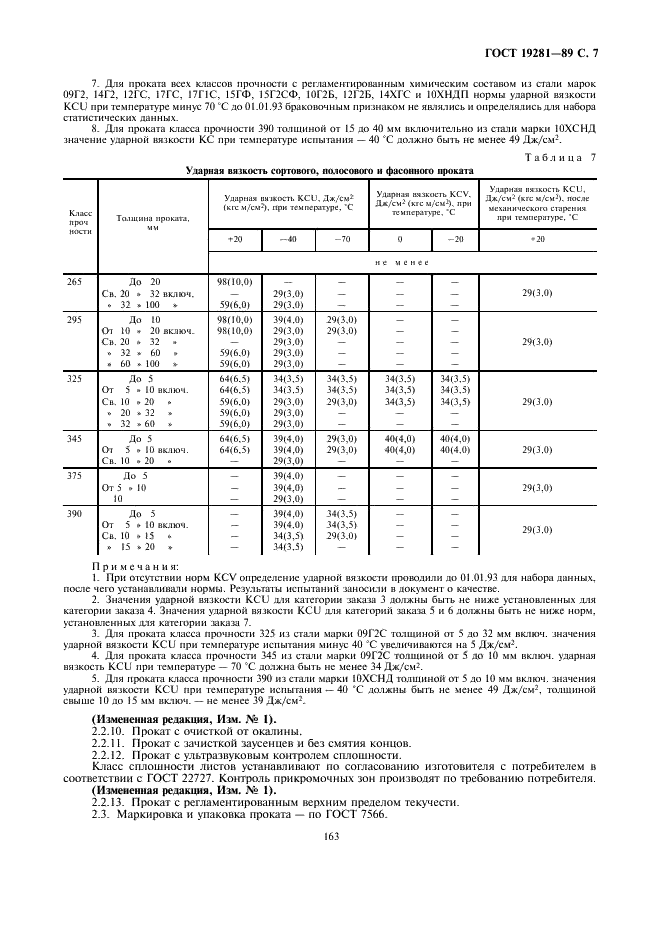 ГОСТ 19281—89 С. 7
7. Для проката всех классов прочности с регламентированным химическим составом из стали марок
09Г2, 14Г2, 12ГС, 17ГС, 17Г1С, 15ГФ, 15Г2СФ, 10Г2Б, 12Г2Б, 14ХГС и 10ХНДП нормы ударной вязкости
KCU при температуре минус 70 °С до 01.01.93 браковочным признаком не являлись и определялись для набора
статистических данных.
8. Для проката класса прочности 390 толщиной от 15 до 40 мм включительно из стали марки 10ХСНД
значение ударной вязкости КС при температуре испытания — 40 °С должно быть не менее 49 Дж/см².
Таблица 7
Ударная вязкость сортового, полосового и фасонного проката
Класс проч ности | Толщина проката, мм | Ударная вязкость KCU, Дж/см² (кгс м/см²), при температуре, °С | Ударная вязкость KCV, Дж/см² (кгс м/см²), при температуре, °С | Ударная вязкость KCU, Дж/см² (кгс м/см²), после механического старения при температуре, °С
+20 | —40 | —70 | 0 | —20 | +20
не менее
265 | До 20 | 98(10,0) | — | — | — | — | 29(3,0)
Св. 20 » 32 включ. | — | 29(3,0) | — | — | —
» 32 » 100 » | 59(6,0) | 29(3,0) | — | — | —
295 | До 10 | 98(10,0) | 39(4,0) | 29(3,0) | — | — | 29(3,0)
От 10 » 20 включ. | 98(10,0) | 29(3,0) | 29(3,0) | — | —
Св. 20 » 32 » | — | 29(3,0) | — | — | —
» 32 » 60 » | 59(6,0) | 29(3,0) | — | — | —
» 60 » 100 » | 59(6,0) | 29(3,0) | — | — | —
325 | До 5 | 64(6,5) | 34(3,5) | 34(3,5) | 34(3,5) | 34(3,5) | 29(3,0)
От 5 » 10 включ. | 64(6,5) | 34(3,5) | 34(3,5) | 34(3,5) | 34(3,5)
Св. 10 » 20 » | 59(6,0) | 29(3,0) | 29(3,0) | 34(3,5) | 34(3,5)
» 20 » 32 » | 59(6,0) | 29(3,0) | — | — | —
» 32 » 60 » | 59(6,0) | 29(3,0) | — | — | —
345 | До 5 | 64(6,5) | 39(4,0) | 29(3,0) | 40(4,0) | 40(4,0) | 29(3,0)
От 5 » 10 включ. | 64(6,5) | 39(4,0) | 29(3,0) | 40(4,0) | 40(4,0)
Св. 10 » 20 » | — | 29(3,0) | — | — | —
375 | До 5 | — | 39(4,0) | — | — | — | 29(3,0)
От 5 » 10 | — | 39(4,0) | — | — | —
10 | — | 29(3,0) | — | — | —
390 | До 5 | — | 39(4,0) | 34(3,5) | — | — | 29(3,0)
От 5 » 10 включ. | — | 39(4,0) | 34(3,5) | — | —
Св. 10 » 15 » | — | 34(3,5) | 29(3,0) | — | —
» 15 » 20 » | — | 34(3,5) | — | — | —
Примечания:
1. При отсутствии норм KCV определение ударной вязкости проводили до 01.01.93 для набора данных,
после чего устанавливали нормы. Результаты испытаний заносили в документ о качестве.
2. Значения ударной вязкости KCU для категории заказа 3 должны быть не ниже установленных для
категории заказа 4. Значения ударной вязкости KCU для категорий заказа 5 и 6 должны быть не ниже норм,
установленных для категории заказа 7.
3. Для проката класса прочности 325 из стали марки 09Г2С толщиной от 5 до 32 мм включ. значения
ударной вязкости KCU при температуре испытания минус 40 °С увеличиваются на 5 Дж/см².
4. Для проката класса прочности 345 из стали марки 09Г2С толщиной от 5 до 10 мм включ. ударная
вязкость KCU при температуре — 70 °С должна быть не менее 34 Дж/см².
5. Для проката класса прочности 390 из стали марки 10ХСНД толщиной от 5 до 10 мм включ. значения
ударной вязкости KCU при температуре испытания — 40 °С должны быть не менее 49 Дж/см², толщиной
свыше 10 до 15 мм включ. — не менее 39 Дж/см².
(Измененная редакция, Изм. № 1).
2.2.10. Прокат с очисткой от окалины.
2.2.11. Прокат с зачисткой заусенцев и без смятия концов.
2.2.12. Прокат с ультразвуковым контролем сплошности.
Класс сплошности листов устанавливают по согласованию изготовителя с потребителем в
соответствии с ГОСТ 22727. Контроль прикромочных зон производят по требованию потребителя.
(Измененная редакция, Изм. № 1).
2.2.13. Прокат с регламентированным верхним пределом текучести.
2.3. Маркировка и упаковка проката — по ГОСТ 7566.
163